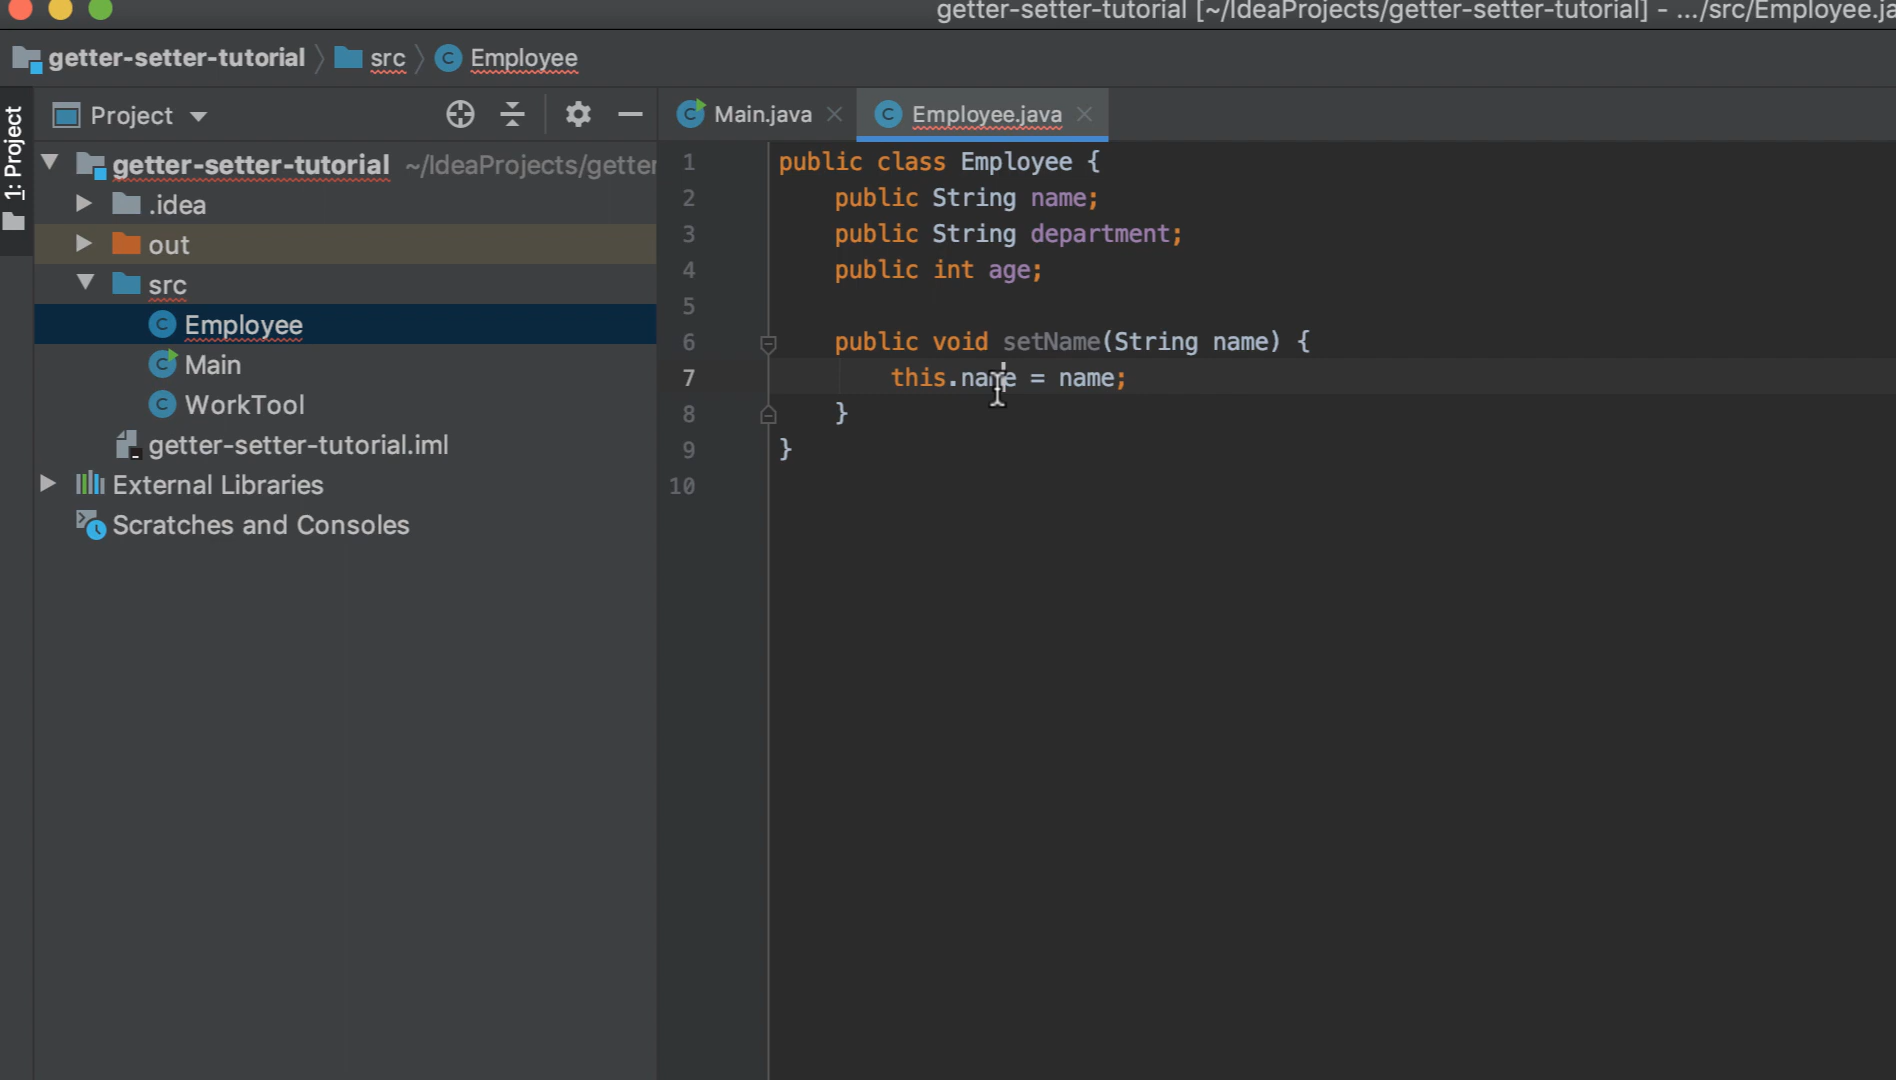 getter-setter-tutorial [~/IdeaProjects/getter-setter-tutorial] - .../src/Employee.ja
getter-setter-tutorial src Employee
1: Project
Project
getter-setter-tutorial ~/IdeaProjects/getter
.idea
out
src
Employee
Main
WorkTool
getter-setter-tutorial.iml
External Libraries
Scratches and Consoles
Main.java Employee.java
1 public class Employee {
2 public String name;
3 public String department;
4 public int age;
5
6 public void setName(String name) {
7 this.name = name;
8 }
9 }
10